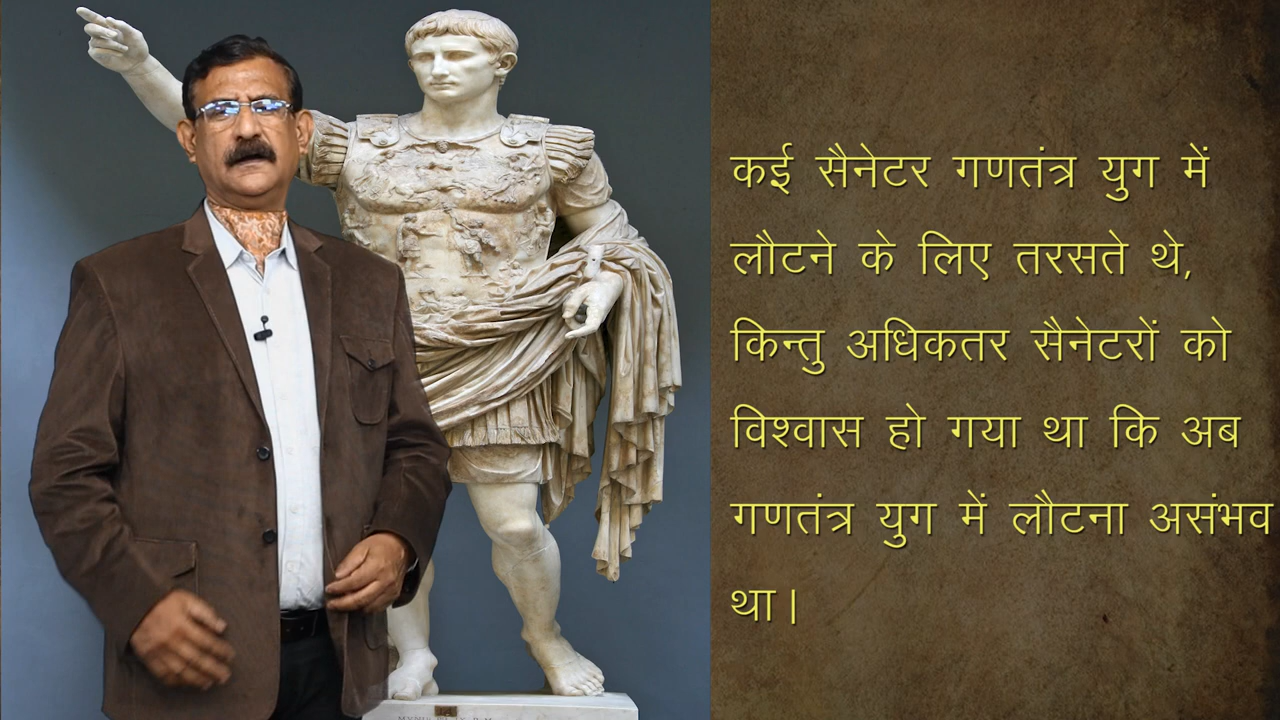 कई सैनेटर गणतंत्र युग में
लौटने के लिए तरसते थे,
किन्तु अधिकतर सैनेटरों को
विश्वास हो गया था कि अब
गणतंत्र युग में लौटना असंभव
था।